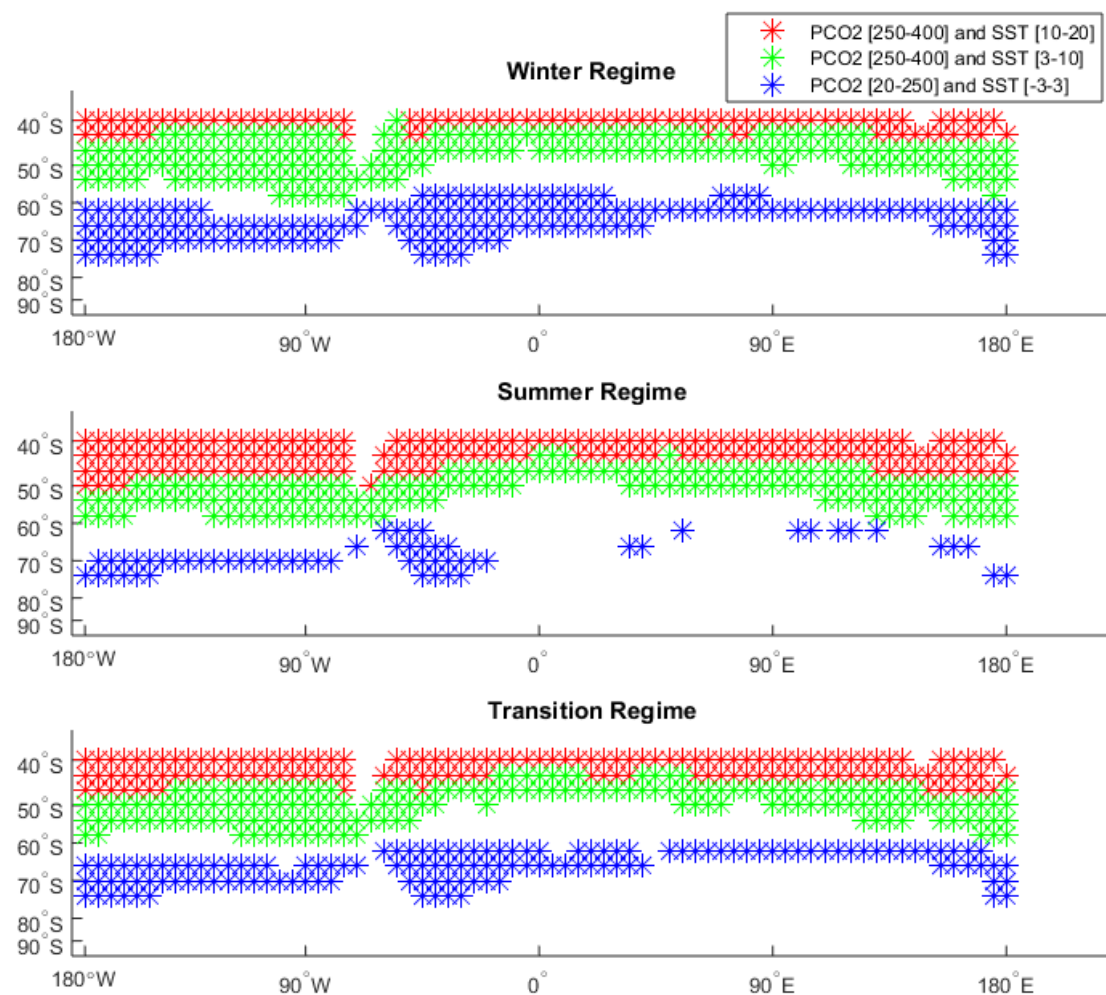 PCO2 [250-400] and SST [10-20]
PCO2 [250-400] and SST [3-10]
PCO2 [20-250] and SST [-3-3]
Winter Regime
40°S
50°S
60°S
70°S
80°S
90°S
180°W 90°W 0° 90°E 180°E
Summer Regime
40°S
50°S
60°S
70°S
80°S
90°S
180°W 90°W 0° 90°E 180°E
Transition Regime
40°S
50°S
60°S
70°S
80°S
90°S
180°W 90°W 0° 90°E 180°E